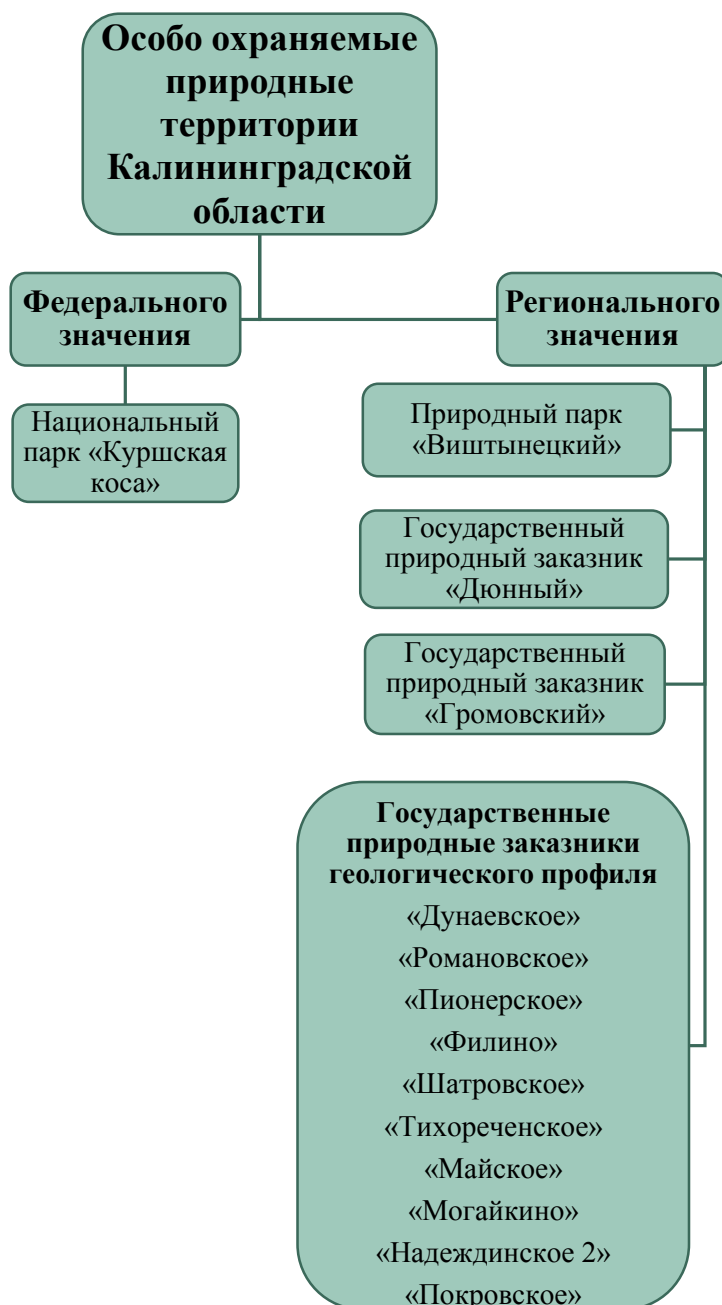 Особо охраняемые
природные
территории
Калининградской
области
Федерального
значения
Национальный
парк «Куршская
коса»
Регионального
значения
Природный парк
«Виштынецкий»
Государственный
природный заказник
«Дюнный»
Государственный
природный заказник
«Громовский»
Государственные
природные заказники
геологического профиля
«Дунаевское»
«Романовское»
«Пионерское»
«Филино»
«Шатровское»
«Тихореченское»
«Майское»
«Могайкино»
«Надеждинское 2»
«Покровское»